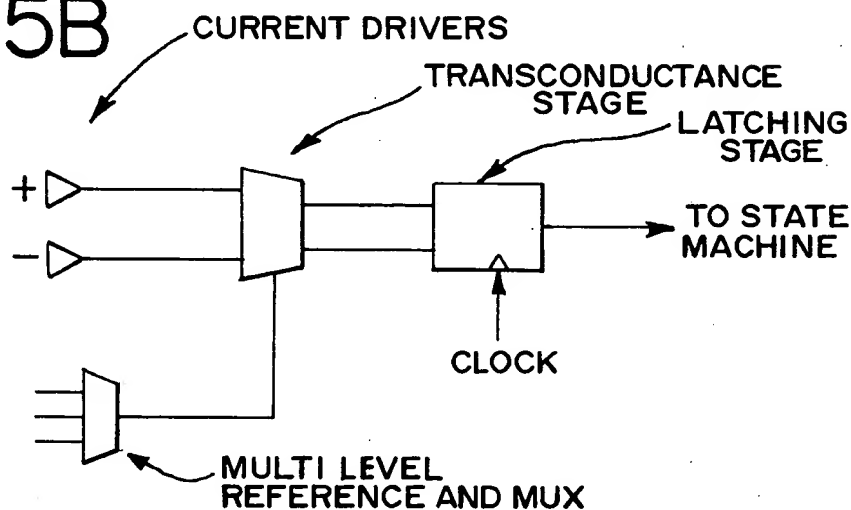 5B
CURRENT DRIVERS
TRANSCONDUCTANCE
STAGE
LATCHING
STAGE
+
-
TO STATE
MACHINE
CLOCK
MULTI LEVEL
REFERENCE AND MUX